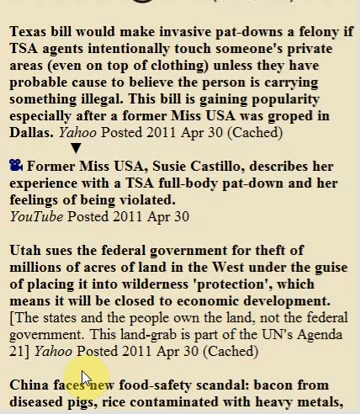 Texas bill would make invasive pat-downs a felony if
TSA agents intentionally touch someone's private
areas (even on top of clothing) unless they have
probable cause to believe the person is carrying
something illegal. This bill is gaining popularity
especially after a former Miss USA was groped in
Dallas. Yahoo Posted 2011 Apr 30 (Cached)
Former Miss USA, Susie Castillo, describes her
experience with a TSA full-body pat-down and her
feelings of being violated.
YouTube Posted 2011 Apr 30
Utah sues the federal government for theft of
millions of acres of land in the West under the guise
of placing it into wilderness 'protection', which
means it will be closed to economic development.
[The states and the people own the land, not the federal
government. This land-grab is part of the UN's Agenda
21] Yahoo Posted 2011 Apr 30 (Cached)
China faces new food-safety scandal: bacon from
diseased pigs, rice contaminated with heavy metals,